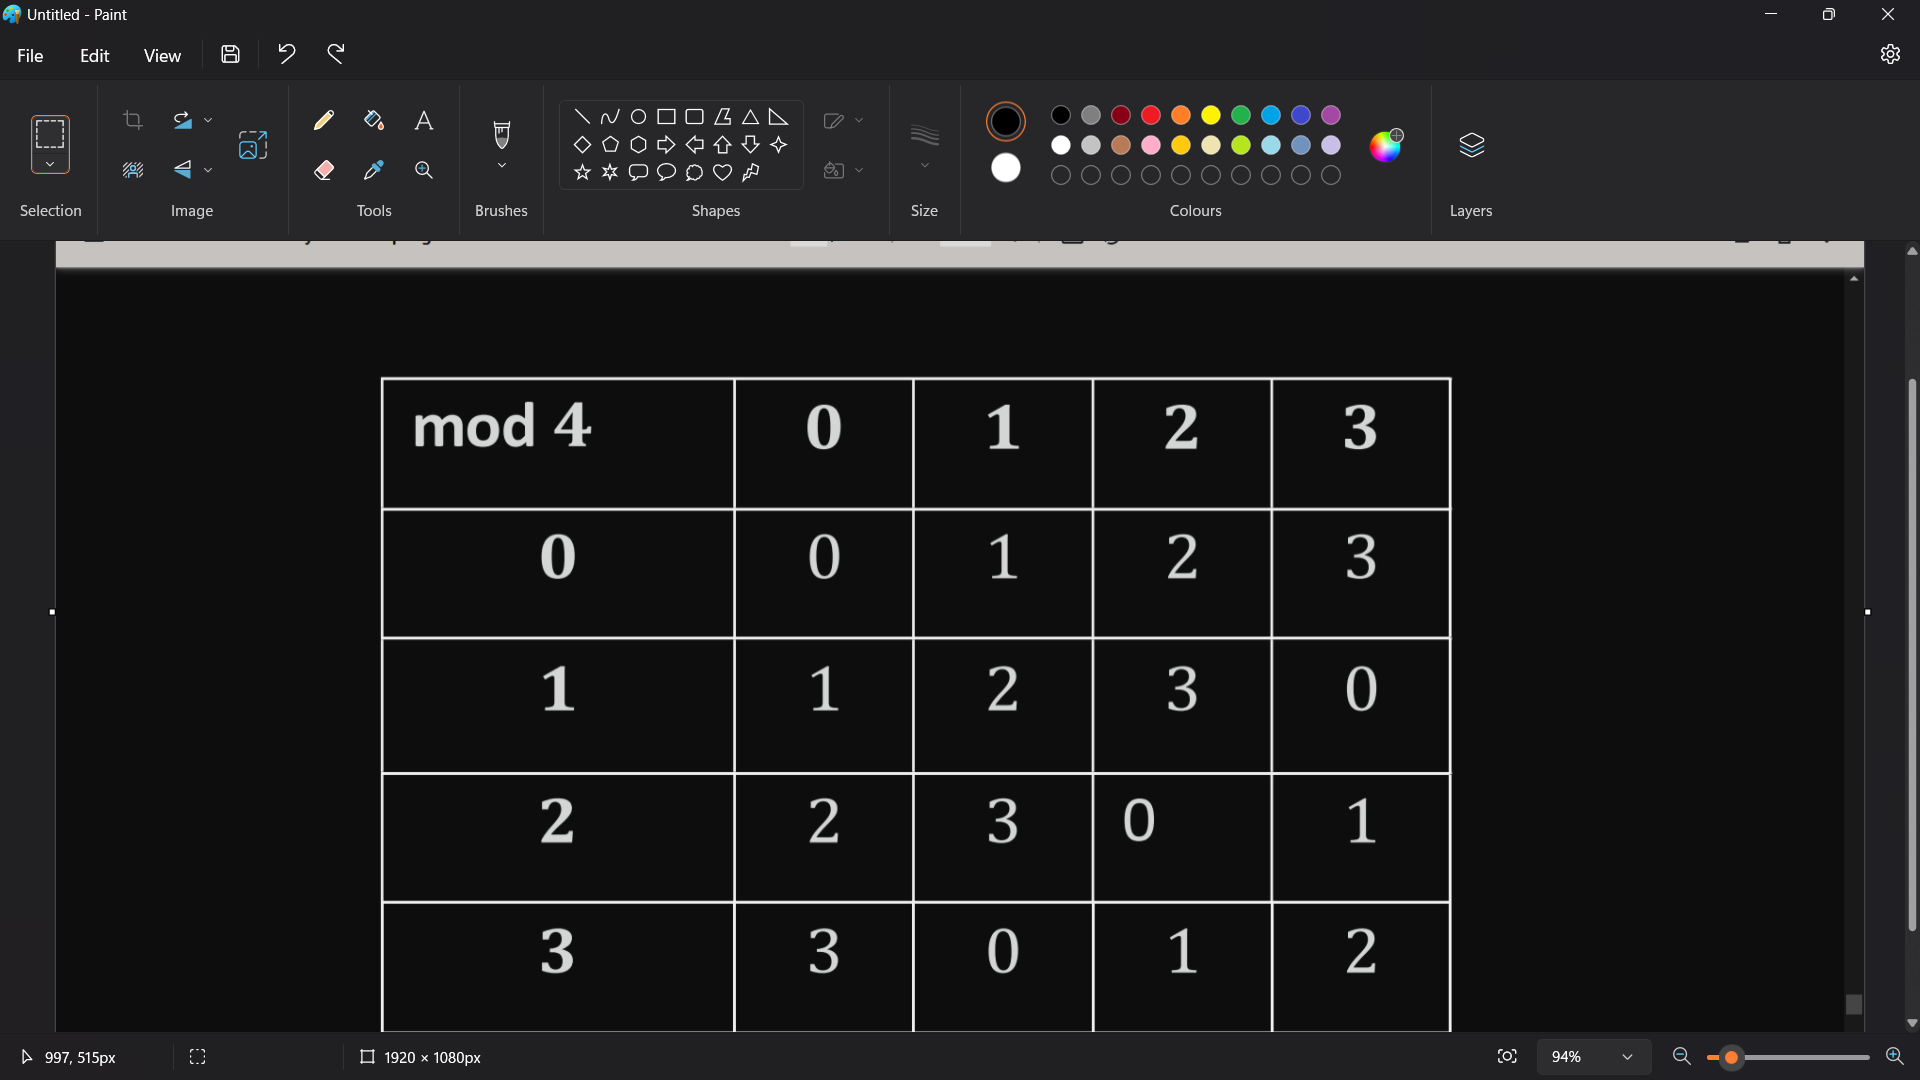 Untitled - Paint
File Edit View
Selection Image Tools Brushes Shapes Size Colours Layers
mod 4 0 1 2 3
0 0 1 2 3
1 1 2 3 0
2 2 3 0 1
3 3 0 1 2
997, 515px 1920 × 1080px 94%